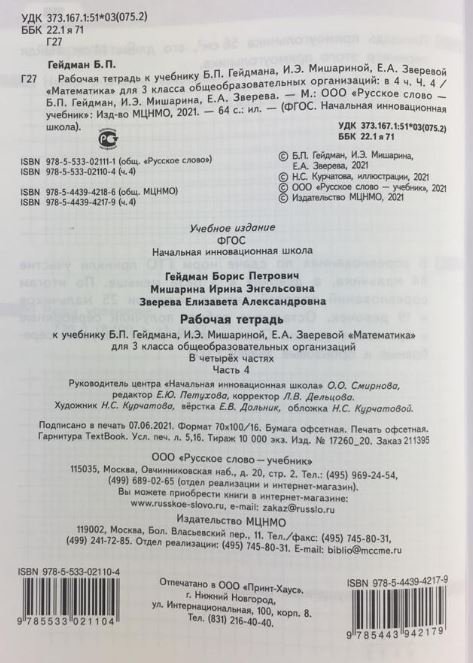 УДК 373.167.1:51*03(075.2)
ББК 22.1я71
Г27
Гейдман Б.П.
Г27 Рабочая тетрадь к учебнику Б.П. Гейдмана, И.Э. Мишариной, Е.А. Зверевой
«Математика» для 3 класса общеобразовательных организаций: в 4 ч. Ч. 4 /
Б.П. Гейдман, И.Э. Мишарина, Е.А. Зверева. — М.: ООО «Русское слово —
учебник»: Изд-во МЦНМО, 2021. — 64 с.: ил. — (ФГОС. Начальная инновационная
школа).
УДК 373.167.1:51*03(075.2)
ББК 22.1я71
ISBN 978-5-533-02111-1 (общ. «Русское слово»)
ISBN 978-5-533-02110-4 (ч. 4)
ISBN 978-5-4439-4218-6 (общ. МЦНМО)
ISBN 978-5-4439-4217-9 (ч. 4)
© Б.П. Гейдман, И.Э. Мишарина,
Е.А. Зверева, 2021
© Н.С. Курчатова, иллюстрации, 2021
© ООО «Русское слово – учебник», 2021
© Издательство МЦНМО, 2021
Учебное издание
ФГОС
Начальная инновационная школа
Гейдман Борис Петрович
Мишарина Ирина Энгельсовна
Зверева Елизавета Александровна
Рабочая тетрадь
к учебнику Б.П. Гейдмана, И.Э. Мишариной, Е.А. Зверевой «Математика»
для 3 класса общеобразовательных организаций
В четырёх частях
Часть 4
Руководитель центра «Начальная инновационная школа» О.О. Смирнова,
редактор Е.Ю. Петухова, корректор Л.В. Дельцова.
Художник Н.С. Курчатова, вёрстка Е.В. Дольник, обложка Н.С. Курчатовой.
Подписано в печать 07.06.2021. Формат 70х100/16. Бумага офсетная. Печать офсетная.
Гарнитура TextBook. Усл. печ. л. 5,16. Тираж 10 000 экз. Изд. № 17260_20. Заказ 211395
ООО «Русское слово–учебник»
115035, Москва, Овчинниковская наб., д. 20, стр. 2. Тел.: (495) 969-24-54,
(499) 689-02-65 (отдел реализации и интернет-магазин).
Вы можете приобрести книги в интернет-магазине:
www.russkoe-slovo.ru, e-mail: zakaz@russlo.ru
Издательство МЦНМО
119002, Москва, Бол. Власьевский пер., 11. Тел./факс: (495) 745-80-31,
(499) 241-72-85. Отдел реализации: (495) 745-80-31. E-mail: biblio@mccme.ru
ISBN 978-5-533-02110-4
9 785533 021104
Отпечатано в ООО «Принт-Хаус».
г. Нижний Новгород,
ул. Интернациональная, 100, корп. 8.
Тел. (831) 216-40-40.
ISBN 978-5-4439-4217-9
9 785443 942179